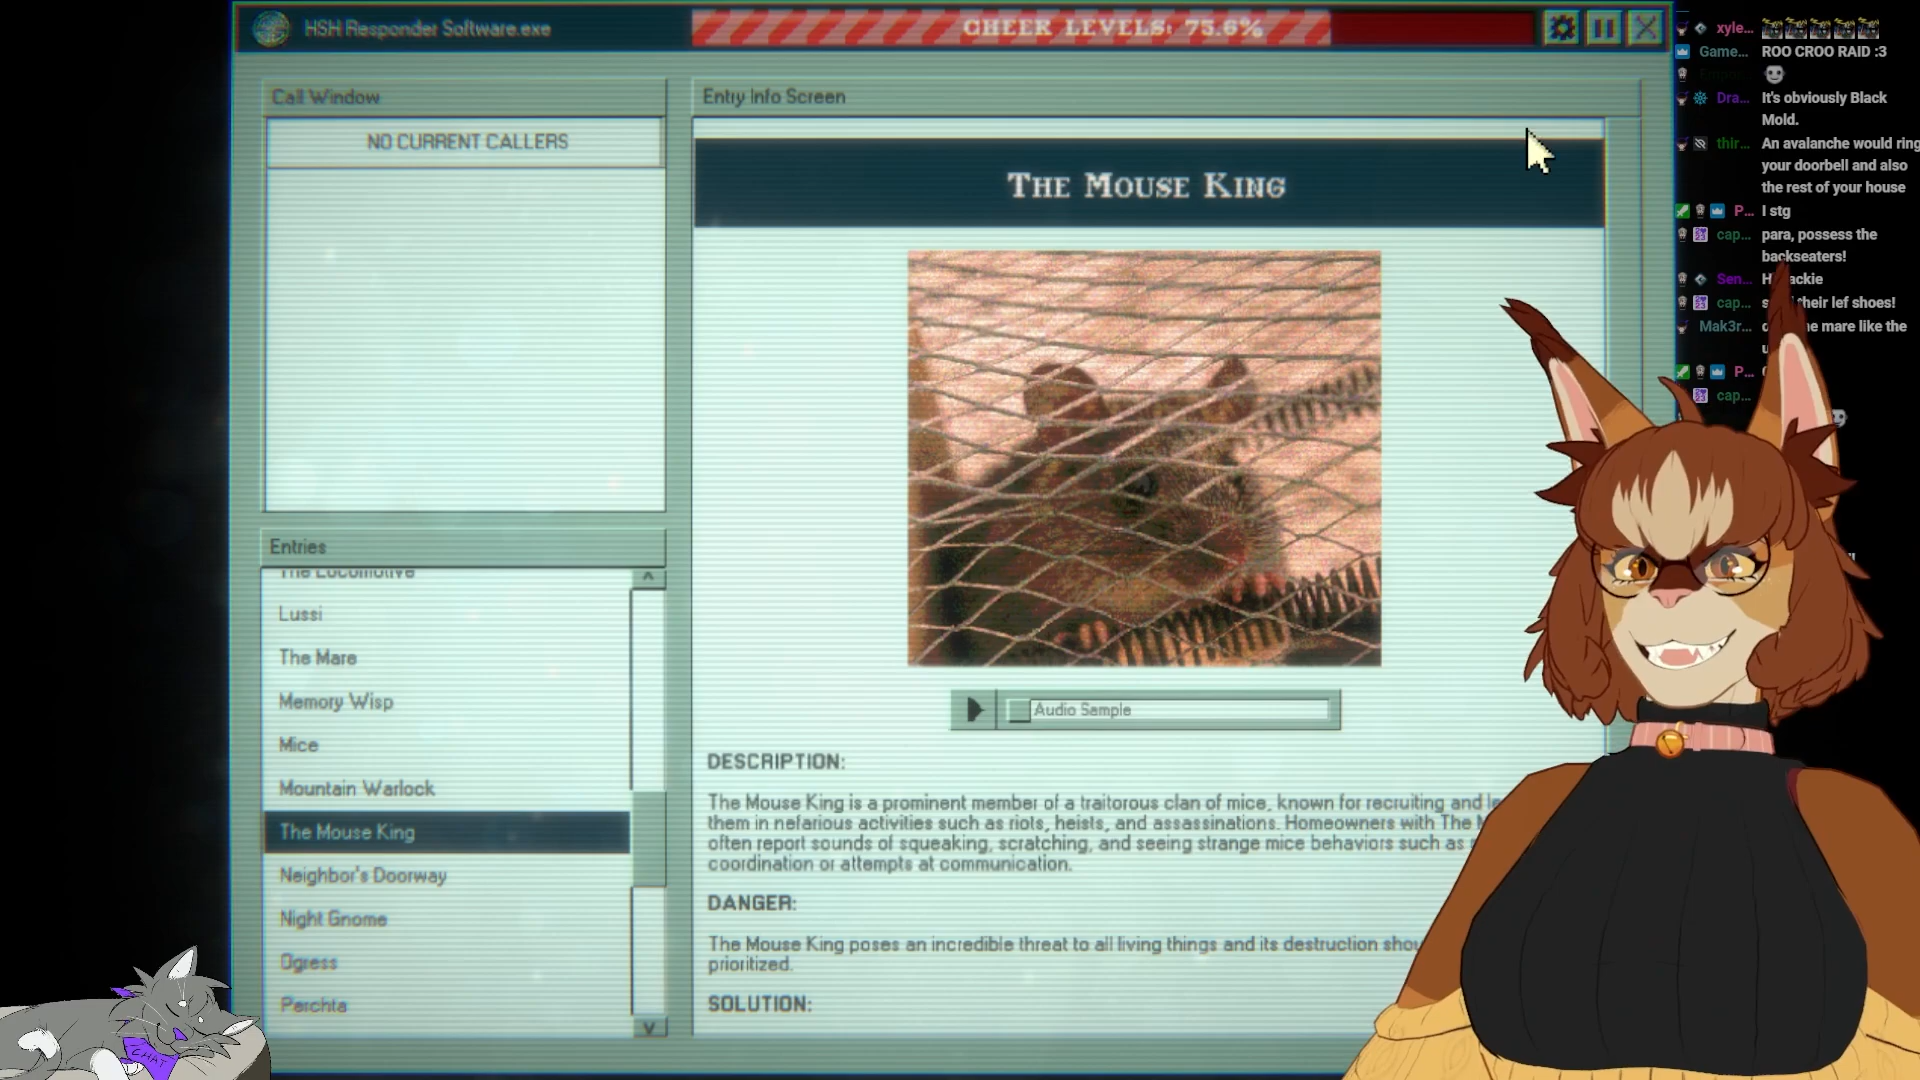 HSH Responder Software.exe
CHEER LEVELS: 75.6%
Call Window
NO CURRENT CALLERS
Entries
The Locomotive
Lussi
The Mare
Memory Wisp
Mice
Mountain Warlock
The Mouse King
Neighbor's Doorway
Night Gnome
Ogress
Perchta
Entry Info Screen
THE MOUSE KING
Audio Sample
DESCRIPTION:
The Mouse King is a prominent member of a traitorous clan of mice, known for recruiting and
them in nefarious activities such as riots, heists, and assassinations. Homeowners with The
often report sounds of squeaking, scratching, and seeing strange mice behaviors such as
coordination or attempts at communication.
DANGER:
The Mouse King poses an incredible threat to all living things and its destruction
prioritized.
SOLUTION:
xyle...
Game... ROO CROO RAID :3
Dra... It's obviously Black
Mold.
thir... An avalanche would ring
your doorbell and also
the rest of your house
P... I stg
cap... para, possess the
backseaters!
Sen...
cap... their lef shoes!
Mak3r... mare like the
P...
cap...
CHAT